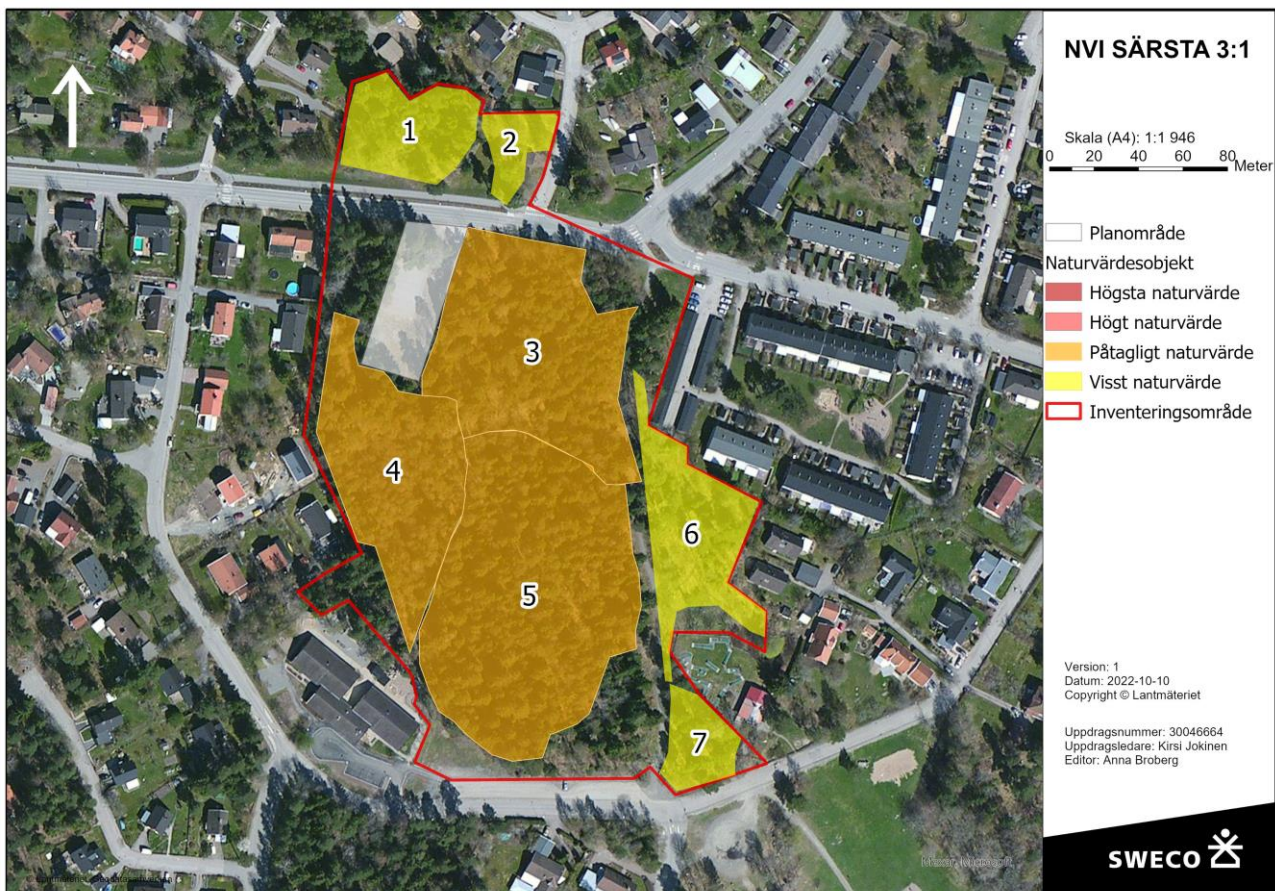 NVI SÄRSTA 3:1
Skala (A4): 1:1 946
0 20 40 60 80 Meter
Planområde
Naturvärdesobjekt
Högsta naturvärde
Högt naturvärde
Påtagligt naturvärde
Visst naturvärde
Inventeringsområde
1
2
3
4
5
6
7
Version: 1
Datum: 2022-10-10
Copyright © Lantmäteriet
Uppdragsnummer: 30046664
Uppdragsledare: Kirsi Jokinen
Editor: Anna Broberg
SWECO
Maxar, Microsoft